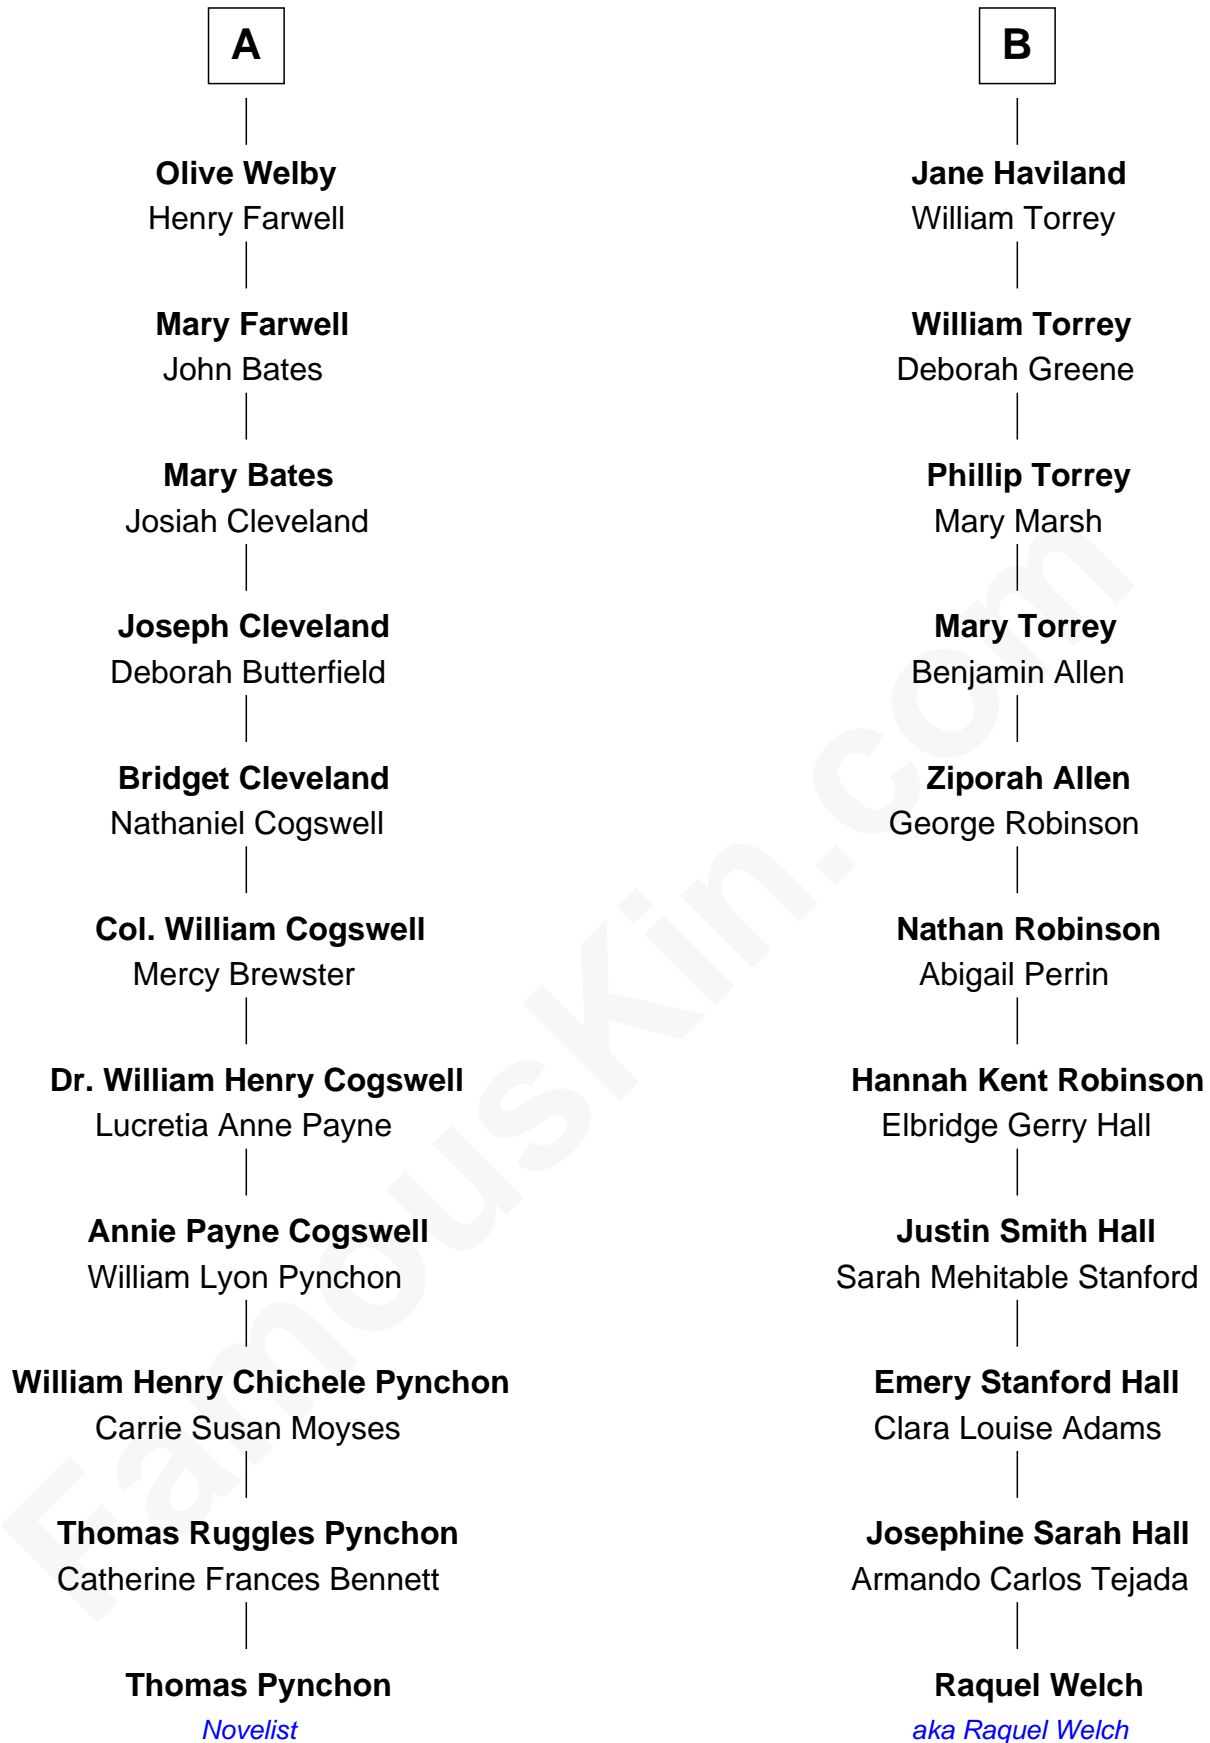 A
Olive Welby
Henry Farwell
Mary Farwell
John Bates
Mary Bates
Josiah Cleveland
Joseph Cleveland
Deborah Butterfield
Bridget Cleveland
Nathaniel Cogswell
Col. William Cogswell
Mercy Brewster
Dr. William Henry Cogswell
Lucretia Anne Payne
Annie Payne Cogswell
William Lyon Pynchon
William Henry Chichele Pynchon
Carrie Susan Moyses
Thomas Ruggles Pynchon
Catherine Frances Bennett
Thomas Pynchon
Novelist
B
Jane Haviland
William Torrey
William Torrey
Deborah Greene
Phillip Torrey
Mary Marsh
Mary Torrey
Benjamin Allen
Ziporah Allen
George Robinson
Nathan Robinson
Abigail Perrin
Hannah Kent Robinson
Elbridge Gerry Hall
Justin Smith Hall
Sarah Mehitable Stanford
Emery Stanford Hall
Clara Louise Adams
Josephine Sarah Hall
Armando Carlos Tejada
Raquel Welch
aka Raquel Welch
FamousKin.com